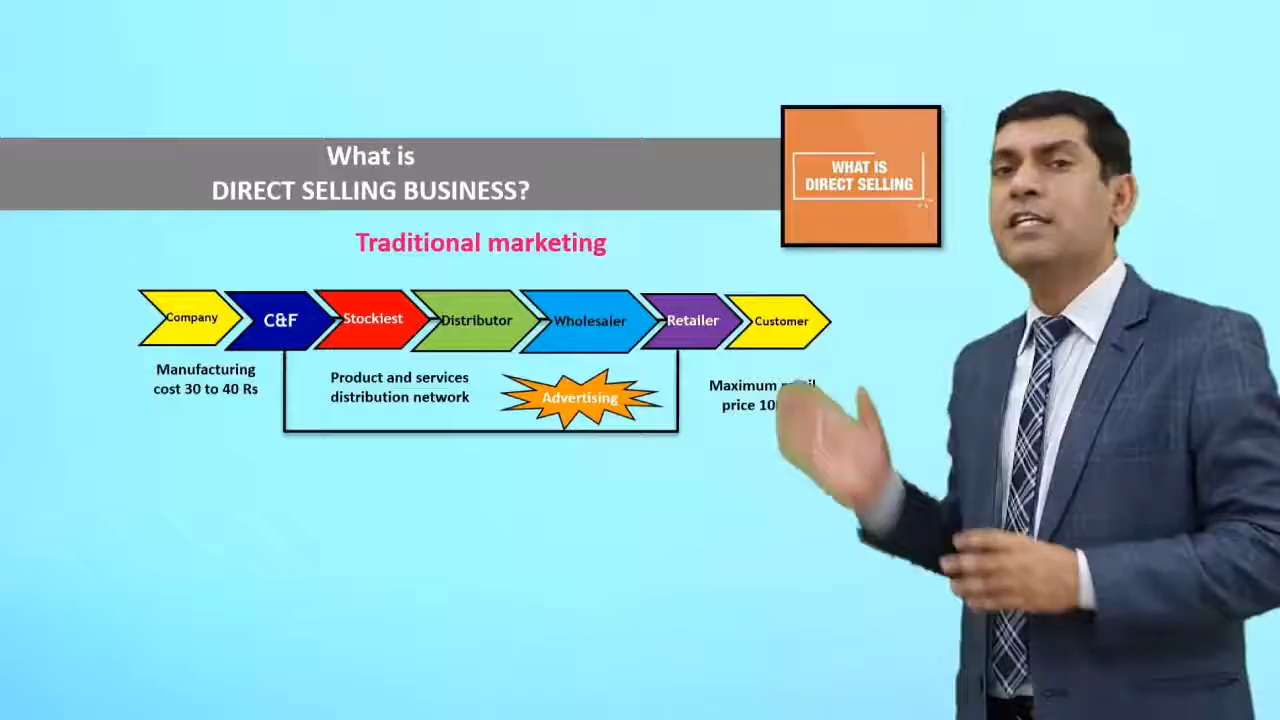 What is
DIRECT SELLING BUSINESS?
WHAT IS
DIRECT SELLING
Traditional marketing
Company
C&F
Stockiest
Distributor
Wholesaler
Retailer
Customer
Manufacturing
cost 30 to 40 Rs
Product and services
distribution network
Advertising
Maximum
price